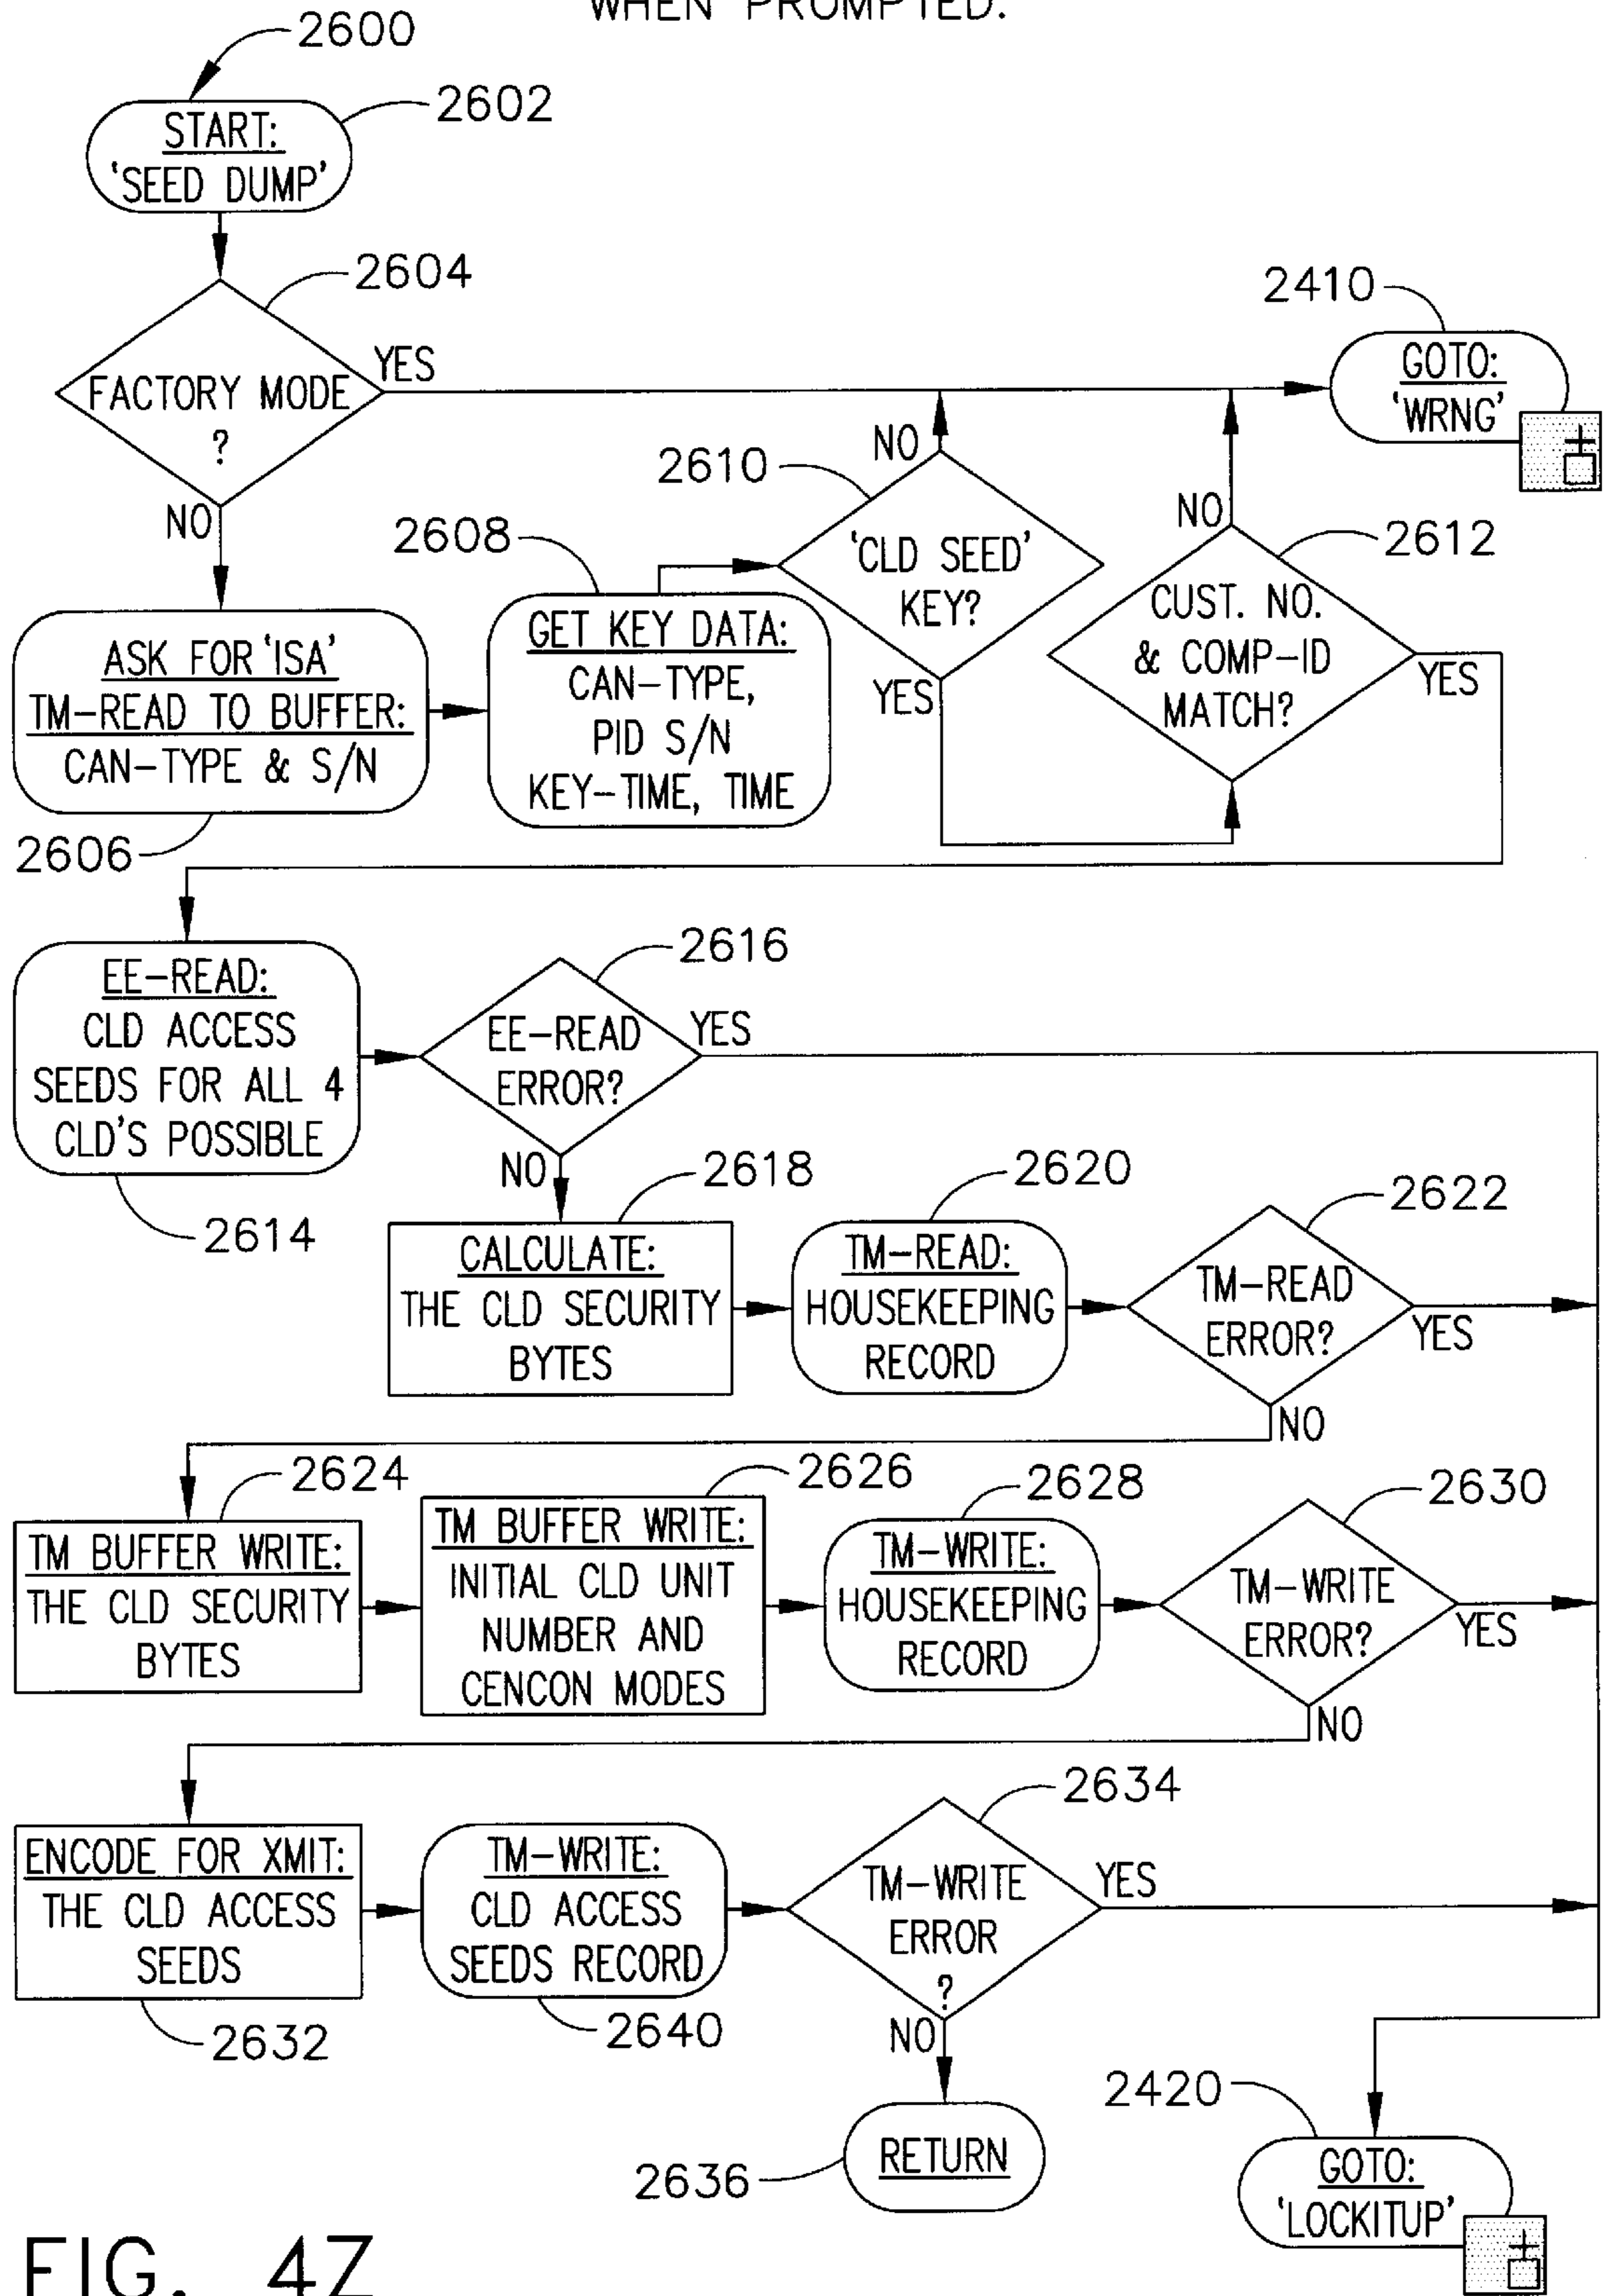 WHEN PROMPTED.
2600
2602
START:
'SEED DUMP'
2604
FACTORY MODE
?
YES
NO
2410
GOTO:
'WRNG'
2606
ASK FOR 'ISA'
TM-READ TO BUFFER:
CAN-TYPE & S/N
2608
GET KEY DATA:
CAN-TYPE,
PID S/N
KEY-TIME, TIME
2610
NO
'CLD SEED'
KEY?
YES
2612
NO
CUST. NO.
& COMP-ID
MATCH?
YES
EE-READ:
CLD ACCESS
SEEDS FOR ALL 4
CLD'S POSSIBLE
2614
2616
EE-READ
ERROR?
YES
NO
2618
CALCULATE:
THE CLD SECURITY
BYTES
2620
TM-READ:
HOUSEKEEPING
RECORD
2622
TM-READ
ERROR?
YES
NO
2624
TM BUFFER WRITE:
THE CLD SECURITY
BYTES
2626
TM BUFFER WRITE:
INITIAL CLD UNIT
NUMBER AND
CENCON MODES
2628
TM-WRITE:
HOUSEKEEPING
RECORD
2630
TM-WRITE
ERROR?
YES
NO
ENCODE FOR XMIT:
THE CLD ACCESS
SEEDS
2632
TM-WRITE:
CLD ACCESS
SEEDS RECORD
2640
2634
TM-WRITE
ERROR
?
YES
NO
2636
RETURN
2420
GOTO:
'LOCKITUP'
FIG. 4Z